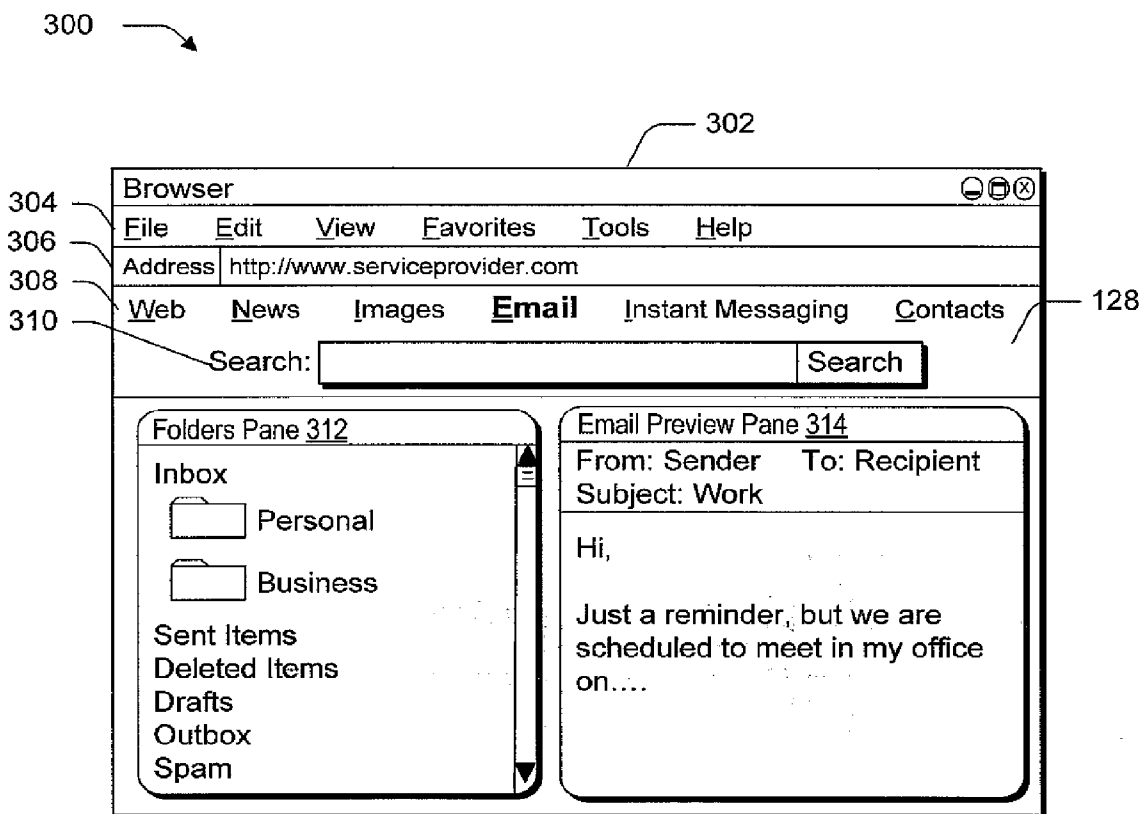 300
302
Browser
304
File Edit View Favorites Tools Help
306
Address http://www.serviceprovider.com
308
Web News Images Email Instant Messaging Contacts
128
310
Search: Search
Folders Pane 312
Inbox
Personal
Business
Sent Items
Deleted Items
Drafts
Outbox
Spam
Email Preview Pane 314
From: Sender To: Recipient
Subject: Work
Hi,
Just a reminder, but we are
scheduled to meet in my office
on....